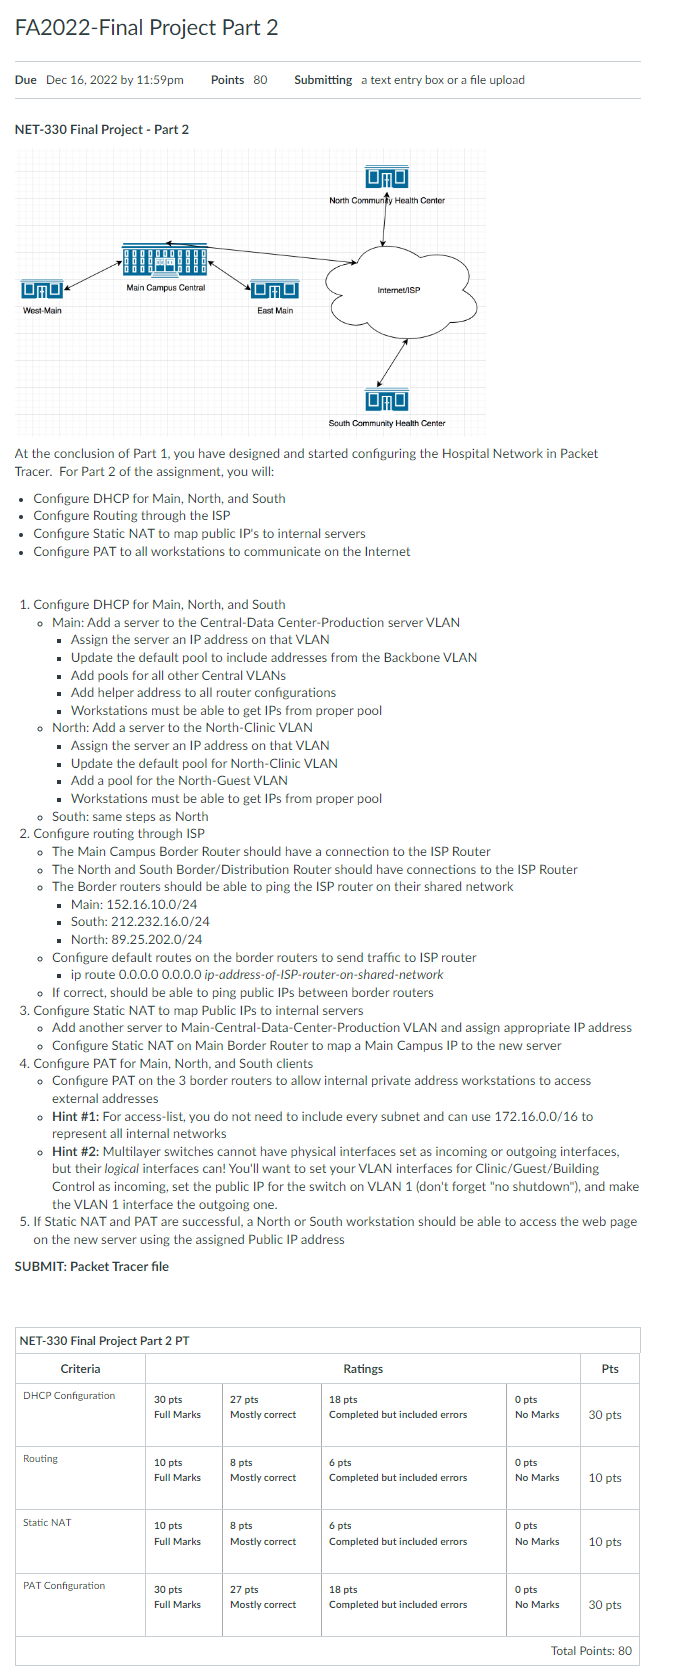 FA2022-Final Project Part 2
Due Dec 16, 2022 by 11:59pm Points 80 Submitting a text entry box or a file upload
NET-330 Final Project - Part 2
North Community Health Center
Main Campus Central
Internet/ISP
West-Main
East Main
South Community Health Center
At the conclusion of Part 1, you have designed and started configuring the Hospital Network in Packet
Tracer. For Part 2 of the assignment, you will:
• Configure DHCP for Main, North, and South
• Configure Routing through the ISP
• Configure Static NAT to map public IP's to internal servers
• Configure PAT to all workstations to communicate on the Internet
1. Configure DHCP for Main, North, and South
◦ Main: Add a server to the Central-Data Center-Production server VLAN
▪ Assign the server an IP address on that VLAN
▪ Update the default pool to include addresses from the Backbone VLAN
▪ Add pools for all other Central VLANs
▪ Add helper address to all router configurations
▪ Workstations must be able to get IPs from proper pool
◦ North: Add a server to the North-Clinic VLAN
▪ Assign the server an IP address on that VLAN
▪ Update the default pool for North-Clinic VLAN
▪ Add a pool for the North-Guest VLAN
▪ Workstations must be able to get IPs from proper pool
◦ South: same steps as North
2. Configure routing through ISP
◦ The Main Campus Border Router should have a connection to the ISP Router
◦ The North and South Border/Distribution Router should have connections to the ISP Router
◦ The Border routers should be able to ping the ISP router on their shared network
▪ Main: 152.16.10.0/24
▪ South: 212.232.16.0/24
▪ North: 89.25.202.0/24
◦ Configure default routes on the border routers to send traffic to ISP router
▪ ip route 0.0.0.0 0.0.0.0 ip-address-of-ISP-router-on-shared-network
◦ If correct, should be able to ping public IPs between border routers
3. Configure Static NAT to map Public IPs to internal servers
◦ Add another server to Main-Central-Data-Center-Production VLAN and assign appropriate IP address
◦ Configure Static NAT on Main Border Router to map a Main Campus IP to the new server
4. Configure PAT for Main, North, and South clients
◦ Configure PAT on the 3 border routers to allow internal private address workstations to access
external addresses
◦ Hint #1: For access-list, you do not need to include every subnet and can use 172.16.0.0/16 to
represent all internal networks
◦ Hint #2: Multilayer switches cannot have physical interfaces set as incoming or outgoing interfaces,
but their logical interfaces can! You'll want to set your VLAN interfaces for Clinic/Guest/Building
Control as incoming, set the public IP for the switch on VLAN 1 (don't forget "no shutdown"), and make
the VLAN 1 interface the outgoing one.
5. If Static NAT and PAT are successful, a North or South workstation should be able to access the web page
on the new server using the assigned Public IP address
SUBMIT: Packet Tracer file
NET-330 Final Project Part 2 PT
Criteria Ratings Pts
DHCP Configuration
30 pts 27 pts 18 pts 0 pts
Full Marks Mostly correct Completed but included errors No Marks 30 pts
Routing
10 pts 8 pts 6 pts 0 pts
Full Marks Mostly correct Completed but included errors No Marks 10 pts
Static NAT
10 pts 8 pts 6 pts 0 pts
Full Marks Mostly correct Completed but included errors No Marks 10 pts
PAT Configuration
30 pts 27 pts 18 pts 0 pts
Full Marks Mostly correct Completed but included errors No Marks 30 pts
Total Points: 80